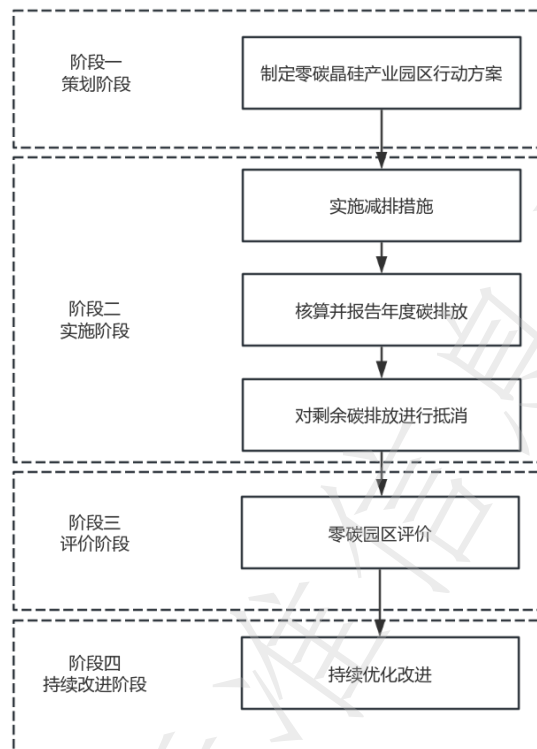 阶段一
策划阶段
制定零碳晶硅产业园区行动方案
阶段二
实施阶段
实施减排措施
核算并报告年度碳排放
对剩余碳排放进行抵消
阶段三
评价阶段
零碳园区评价
阶段四
持续改进阶段
持续优化改进